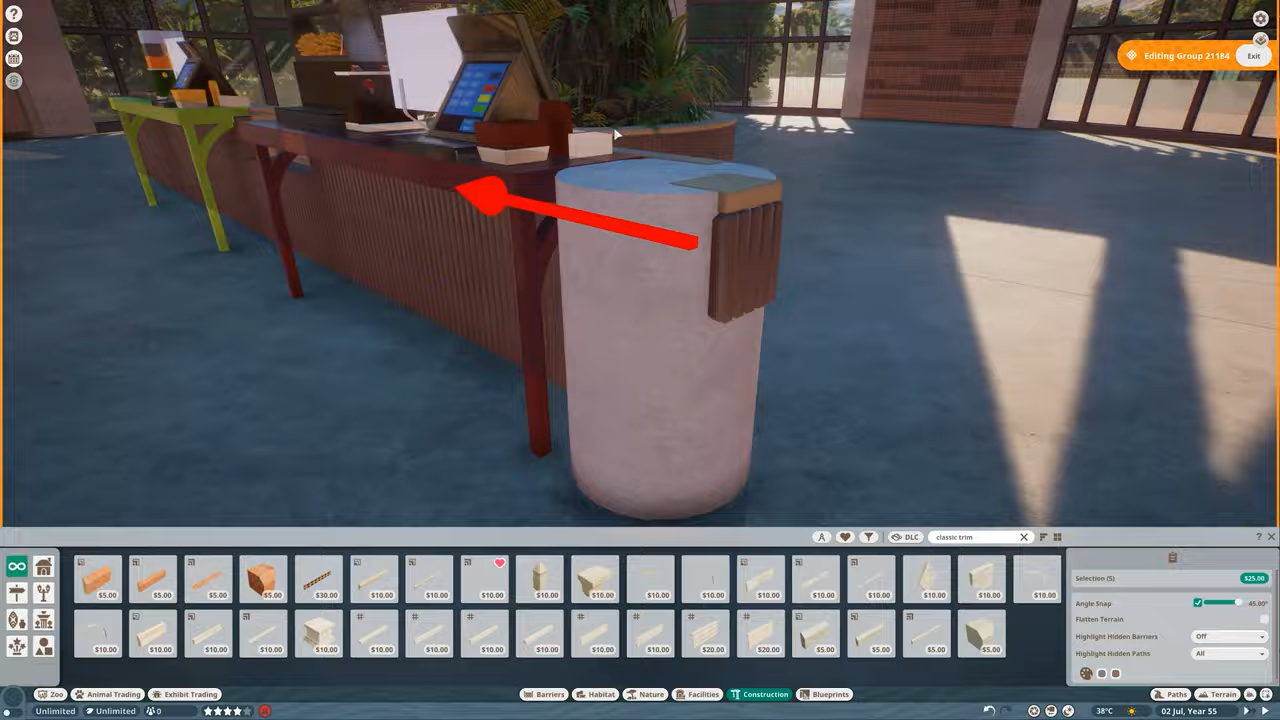 Editing Group 21184
Exit
DLC
classic trim
$5.00 $5.00 $5.00 $5.00 $30.00 $10.00 $10.00 $10.00 $10.00 $10.00 $10.00 $10.00 $10.00 $10.00 $10.00 $10.00 $10.00 $10.00
$10.00 $10.00 $10.00 $10.00 $10.00 $10.00 $10.00 $10.00 $10.00 $10.00 $10.00 $20.00 $20.00 $5.00 $5.00 $5.00 $5.00
Selection (5)
$25.00
Angle Snap
45.00°
Flatten Terrain
Highlight Hidden Barriers
Off
Highlight Hidden Paths
All
Zoo
Animal Trading
Exhibit Trading
Barriers
Habitat
Nature
Facilities
Construction
Blueprints
Paths
Terrain
Unlimited
Unlimited
0
38°C
02 Jul, Year 55